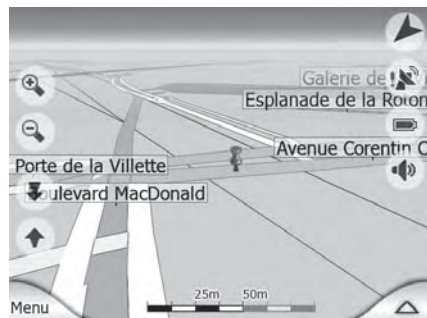 Galerie de
Esplanade de la Roton
Avenue Corentin C
Porte de la Villette
oulevard MacDonald
25m 50m
Menu